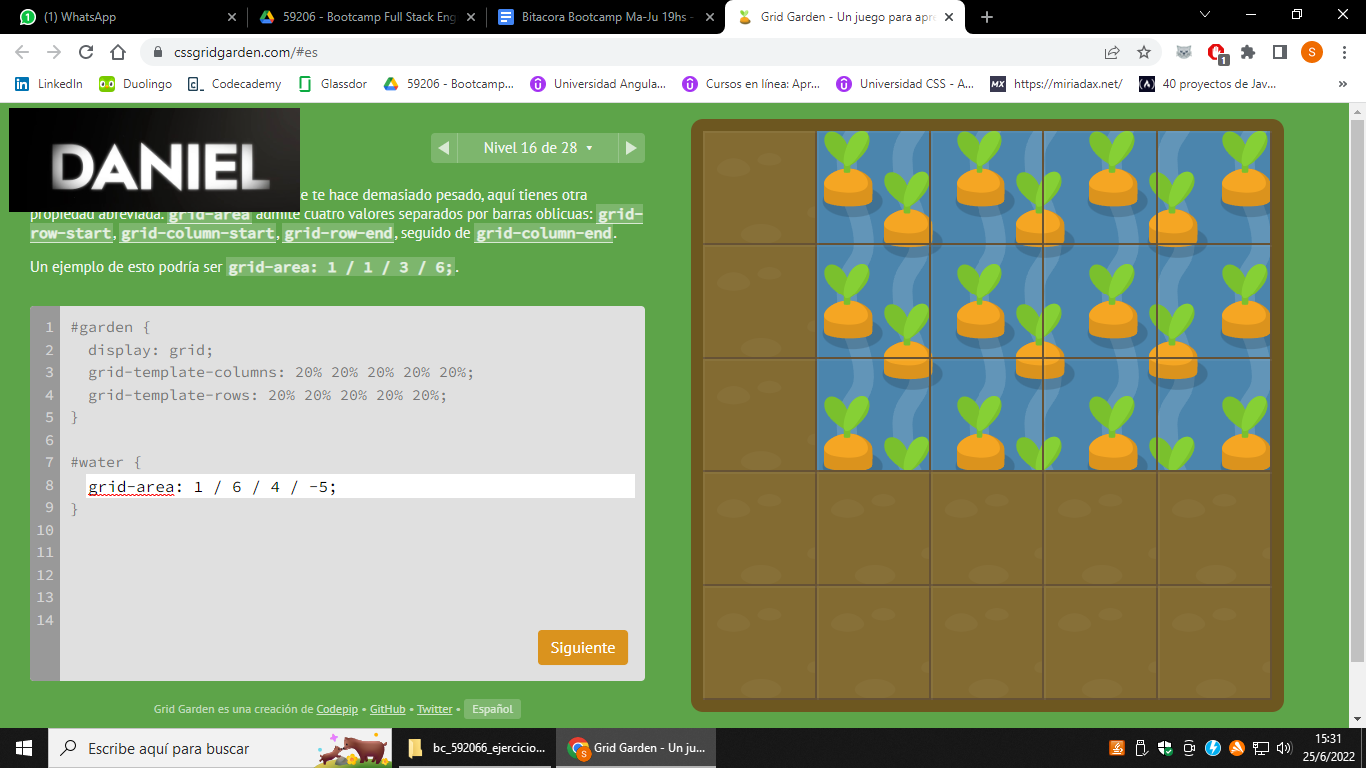 (1) WhatsApp
59206 - Bootcamp Full Stack Eng
Bitacora Bootcamp Ma-Ju 19hs -
Grid Garden - Un juego para apre
cssgridgarden.com/#es
S
1
LinkedIn
Duolingo
Codecademy
Glassdor
59206 - Bootcamp...
Universidad Angula...
Cursos en línea: Apr...
Universidad CSS - A...
MX
https://miriadax.net/
40 proyectos de Jav...
»
DANIEL
Nivel 16 de 28
e te hace demasiado pesado, aquí tienes otra
propiedad abreviada. grid-area admite cuatro valores separados por barras oblicuas: grid-
row-start, grid-column-start, grid-row-end, seguido de grid-column-end.
Un ejemplo de esto podría ser grid-area: 1 / 1 / 3 / 6;.
1 #garden {
2 display: grid;
3 grid-template-columns: 20% 20% 20% 20% 20%;
4 grid-template-rows: 20% 20% 20% 20% 20%;
5 }
6
7 #water {
8 grid-area: 1 / 6 / 4 / -5;
9 }
10
11
12
13
14
Siguiente
Grid Garden es una creación de Codepip • GitHub • Twitter • Español
Escribe aquí para buscar
bc_592066_ejercicio...
Grid Garden - Un ju...
15:31
25/6/2022